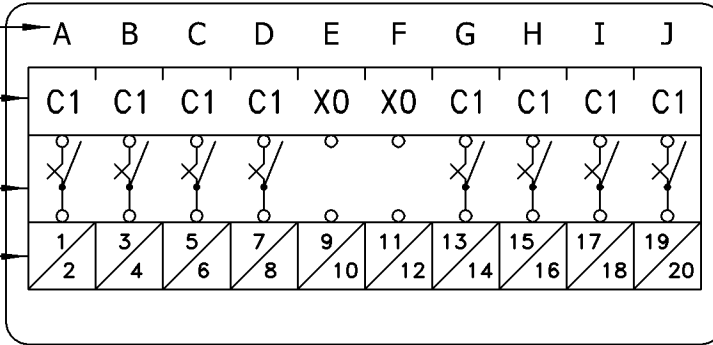 A B C D E F G H I J
C1 C1 C1 C1 X0 X0 C1 C1 C1 C1
1 3 5 7 9 11 13 15 17 19
2 4 6 8 10 12 14 16 18 20